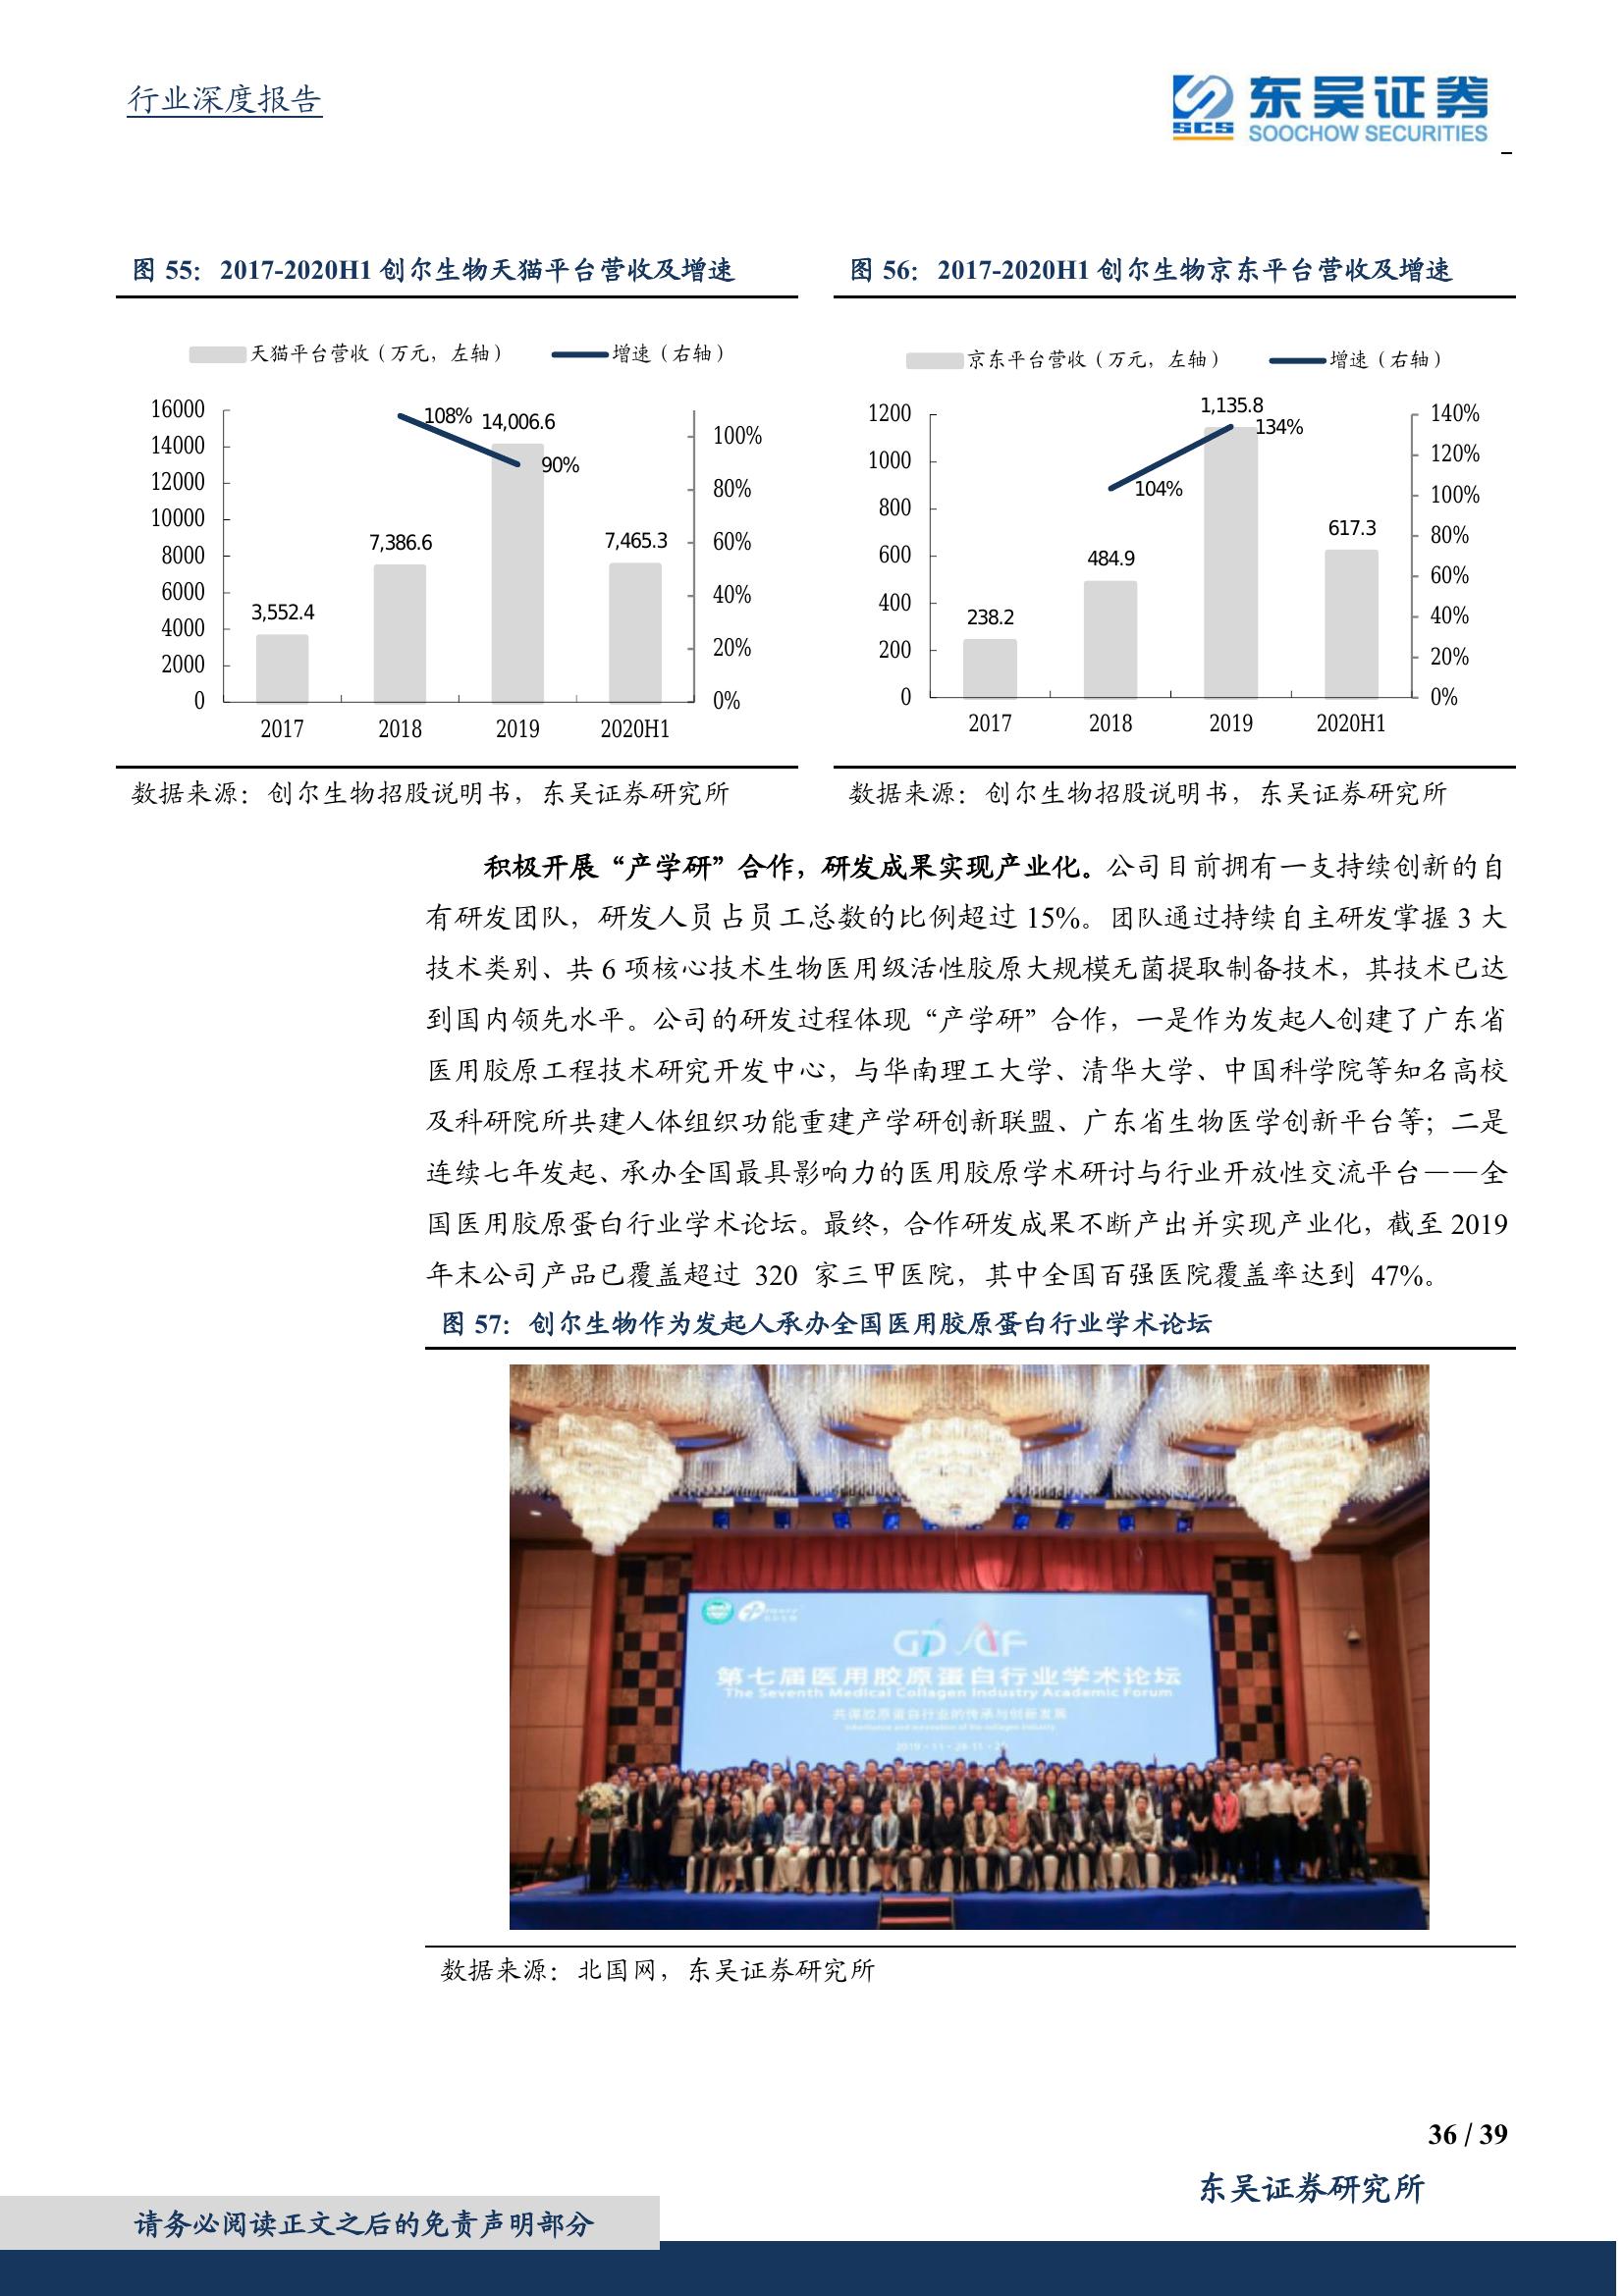 行业深度报告
SCS 东吴证券
SOOCHOW SECURITIES
图 55：2017-2020H1 创尔生物天猫平台营收及增速
天猫平台营收（万元，左轴） 增速（右轴）
16000
14000
12000
10000
8000
6000
4000
2000
0
100%
80%
60%
40%
20%
0%
108%
90%
3,552.4
7,386.6
14,006.6
7,465.3
2017 2018 2019 2020H1
数据来源：创尔生物招股说明书，东吴证券研究所
图 56：2017-2020H1 创尔生物京东平台营收及增速
京东平台营收（万元，左轴） 增速（右轴）
1200
1000
800
600
400
200
0
140%
120%
100%
80%
60%
40%
20%
0%
104%
134%
238.2
484.9
1,135.8
617.3
2017 2018 2019 2020H1
数据来源：创尔生物招股说明书，东吴证券研究所
积极开展“产学研”合作，研发成果实现产业化。公司目前拥有一支持续创新的自
有研发团队，研发人员占员工总数的比例超过 15%。团队通过持续自主研发掌握 3 大
技术类别、共 6 项核心技术生物医用级活性胶原大规模无菌提取制备技术，其技术已达
到国内领先水平。公司的研发过程体现“产学研”合作，一是作为发起人创建了广东省
医用胶原工程技术研究开发中心，与华南理工大学、清华大学、中国科学院等知名高校
及科研院所共建人体组织功能重建产学研创新联盟、广东省生物医学创新平台等；二是
连续七年发起、承办全国最具影响力的医用胶原学术研讨与行业开放性交流平台——全
国医用胶原蛋白行业学术论坛。最终，合作研发成果不断产出并实现产业化，截至 2019
年末公司产品已覆盖超过 320 家三甲医院，其中全国百强医院覆盖率达到 47%。
图 57：创尔生物作为发起人承办全国医用胶原蛋白行业学术论坛
第七届医用胶原蛋白行业学术论坛
The Seventh Medical Collagen Industry Academic Forum
共谋胶原蛋白行业的传承与创新发展
数据来源：北国网，东吴证券研究所
36 / 39
东吴证券研究所
请务必阅读正文之后的免责声明部分